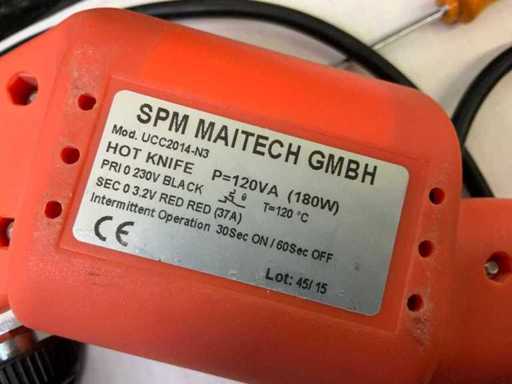 SPM MAITECH GMBH
Mod. UCC2014-N3
HOT KNIFE P=120VA (180W)
PRI 0 230V BLACK T=120 °C
SEC 0 3.2V RED RED (37A)
Intermittent Operation 30Sec ON / 60Sec OFF
CE
Lot: 45/ 15